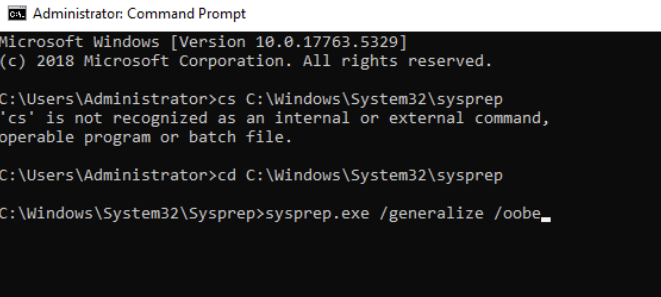 Administrator: Command Prompt
Microsoft Windows [Version 10.0.17763.5329]
(c) 2018 Microsoft Corporation. All rights reserved.
C:\Users\Administrator>cs C:\Windows\System32\sysprep
'cs' is not recognized as an internal or external command,
operable program or batch file.
C:\Users\Administrator>cd C:\Windows\System32\sysprep
C:\Windows\System32\Sysprep>sysprep.exe /generalize /oobe